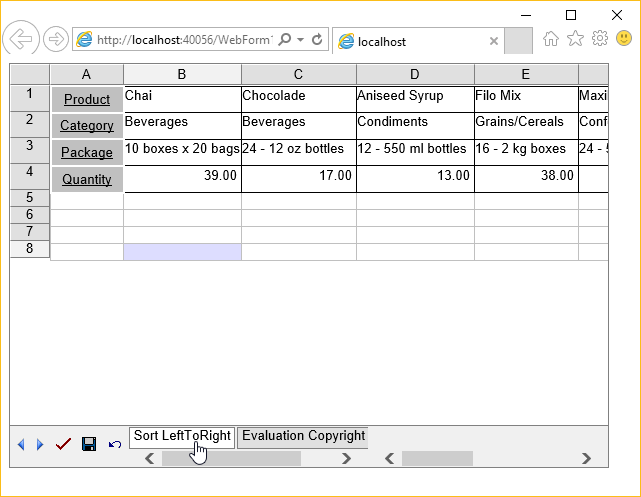 http://localhost:40056/WebForm1
localhost
A B C D E
1 Product Chai Chocolade Aniseed Syrup Filo Mix Maxi
2 Category Beverages Beverages Condiments Grains/Cereals Conf
3 Package 10 boxes x 20 bags 24 - 12 oz bottles 12 - 550 ml bottles 16 - 2 kg boxes 24 - 5
4 Quantity 39.00 17.00 13.00 38.00
5
6
7
8
Sort LeftToRight Evaluation Copyright